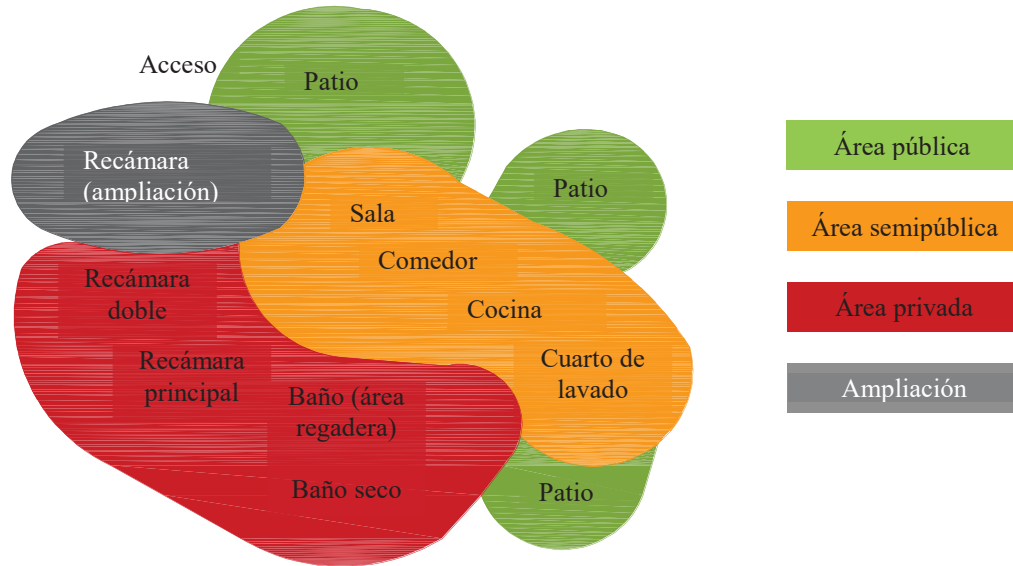 Acceso
Patio
Recámara
(ampliación)
Patio
Sala
Comedor
Cocina
Recámara
doble
Recámara
principal
Cuarto de
lavado
Baño (área
regadera)
Baño seco
Patio
Área pública
Área semipública
Área privada
Ampliación